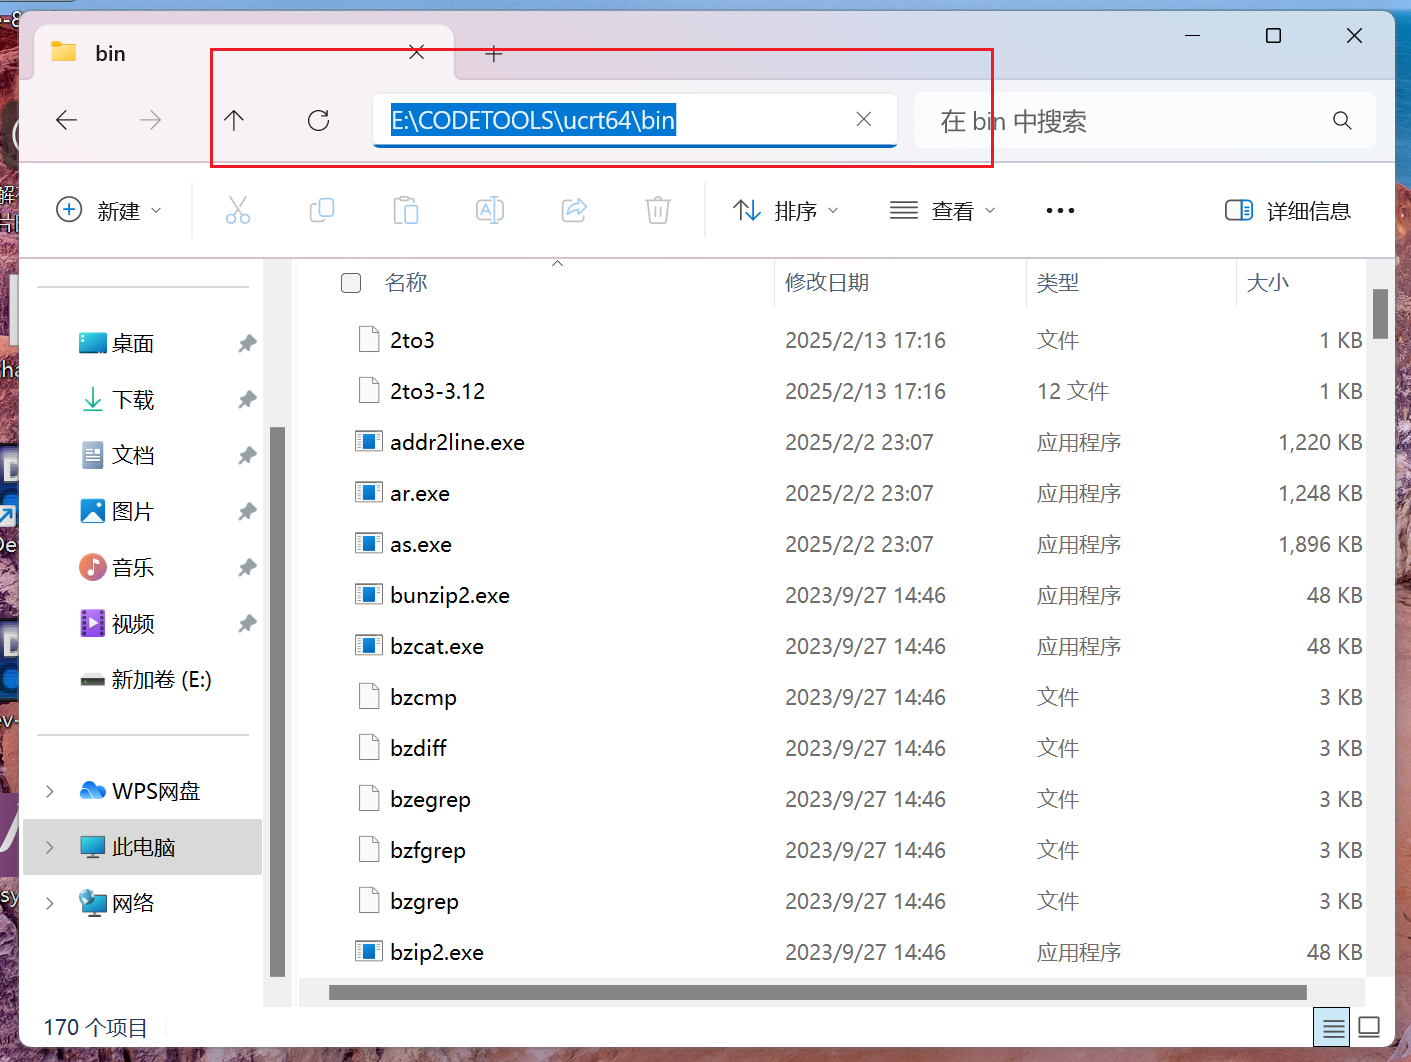 bin
E:\CODETOOLS\ucrt64\bin
在 bin 中搜索
新建
排序
查看
详细信息
名称 修改日期 类型 大小
桌面
下载
文档
图片
音乐
视频
新加卷 (E:)
WPS网盘
此电脑
网络
2to3 2025/2/13 17:16 文件 1 KB
2to3-3.12 2025/2/13 17:16 12 文件 1 KB
addr2line.exe 2025/2/2 23:07 应用程序 1,220 KB
ar.exe 2025/2/2 23:07 应用程序 1,248 KB
as.exe 2025/2/2 23:07 应用程序 1,896 KB
bunzip2.exe 2023/9/27 14:46 应用程序 48 KB
bzcat.exe 2023/9/27 14:46 应用程序 48 KB
bzcmp 2023/9/27 14:46 文件 3 KB
bzdiff 2023/9/27 14:46 文件 3 KB
bzegrep 2023/9/27 14:46 文件 3 KB
bzfgrep 2023/9/27 14:46 文件 3 KB
bzgrep 2023/9/27 14:46 文件 3 KB
bzip2.exe 2023/9/27 14:46 应用程序 48 KB
170 个项目